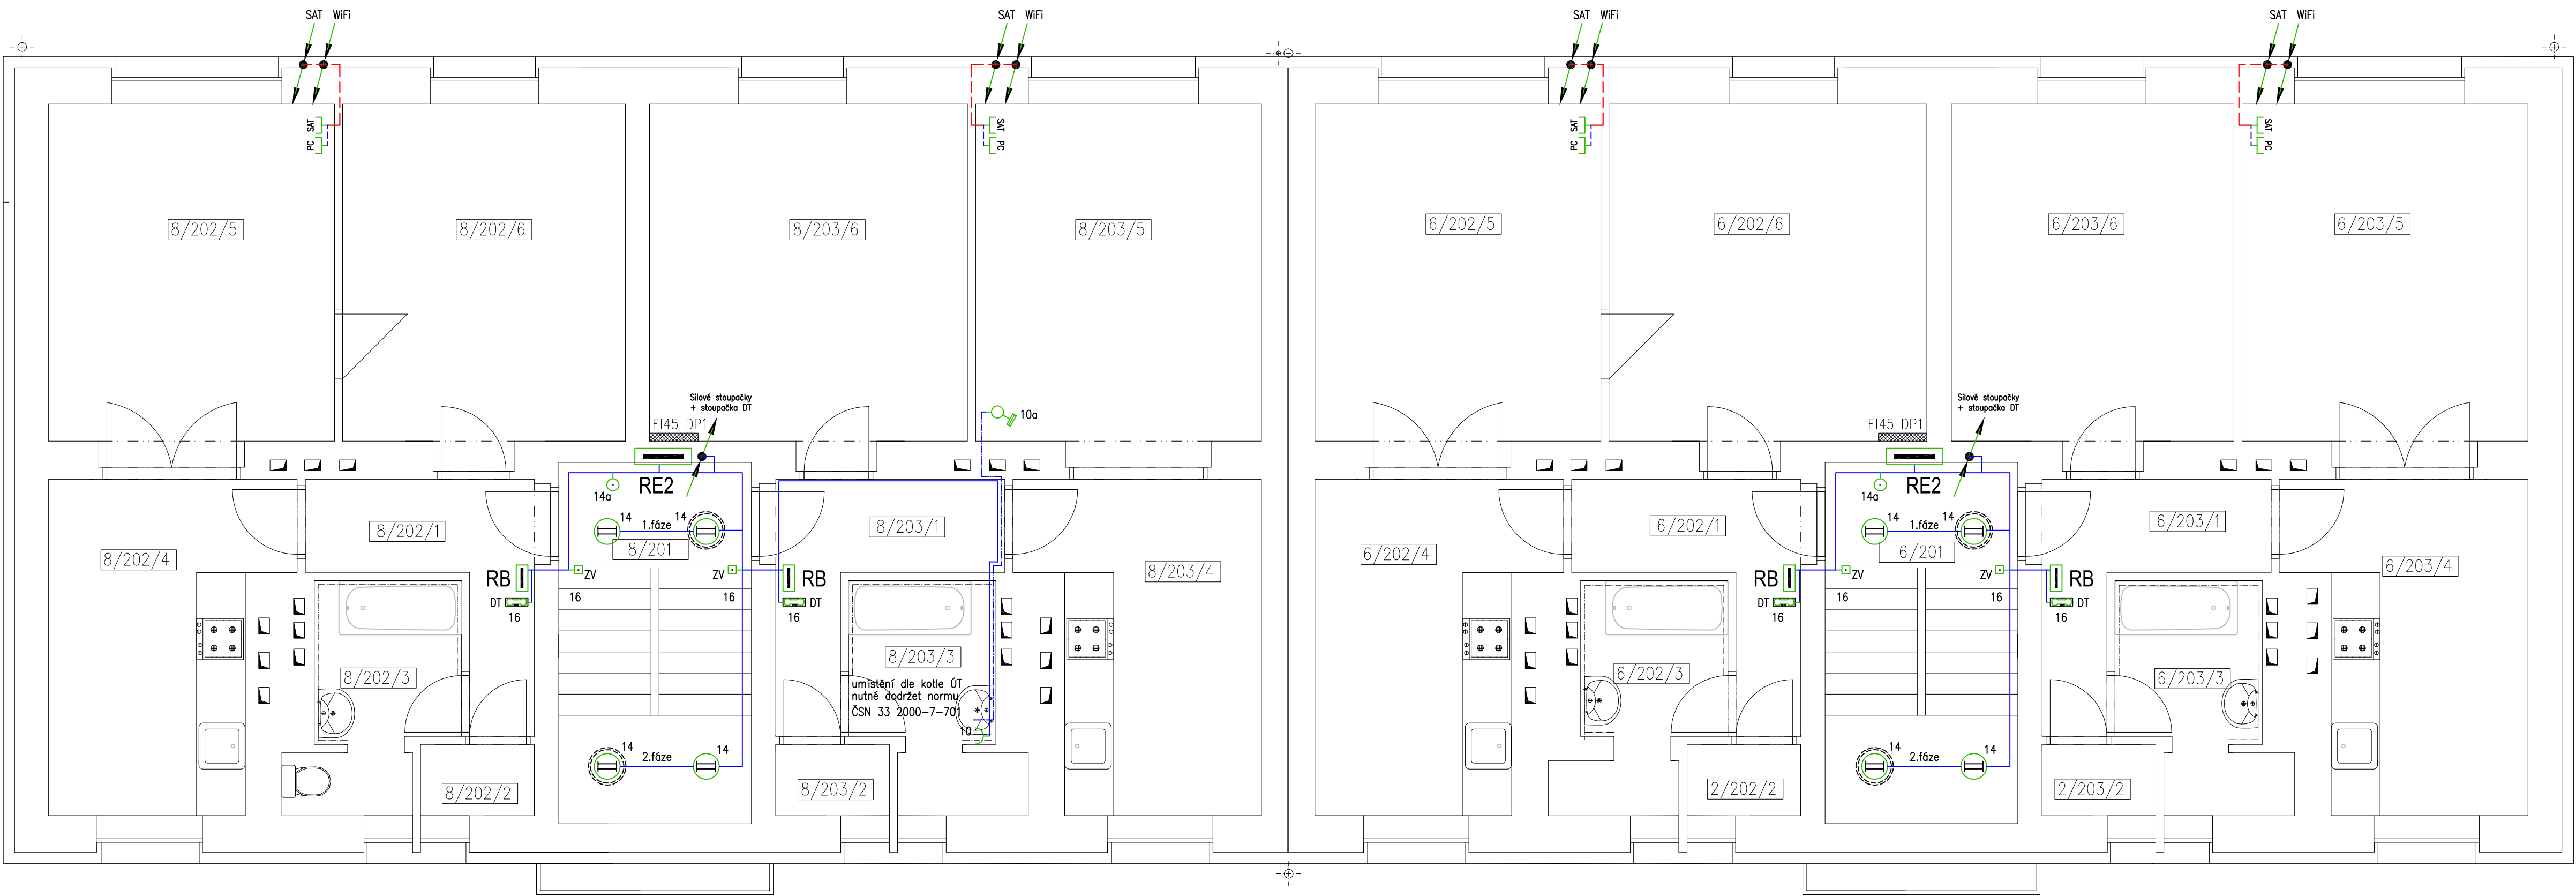 SAT WiFi
SAT WiFi
SAT WiFi
SAT WiFi
SAT
PC
SAT
PC
SAT
PC
SAT
PC
8/202/5
8/202/6
8/203/6
8/203/5
6/202/5
6/202/6
6/203/6
6/203/5
Silové stoupačky
+ stoupačka DT
EI45 DP1
10a
Silové stoupačky
+ stoupačka DT
EI45 DP1
14a
RE2
14a
RE2
14
1.fáze
14
14
1.fáze
14
8/202/1
8/201
8/203/1
6/202/1
6/201
6/203/1
8/202/4
8/203/4
6/202/4
6/203/4
RB
ZV
ZV
RB
RB
ZV
ZV
RB
DT
16
16
DT
DT
16
16
DT
16
16
16
16
8/202/3
8/203/3
6/202/3
6/203/3
umístění dle kotle ÚT
nutné dodržet normu
ČSN 33 2000-7-701
10
14
2.fáze
14
14
2.fáze
14
8/202/2
8/203/2
2/202/2
2/203/2